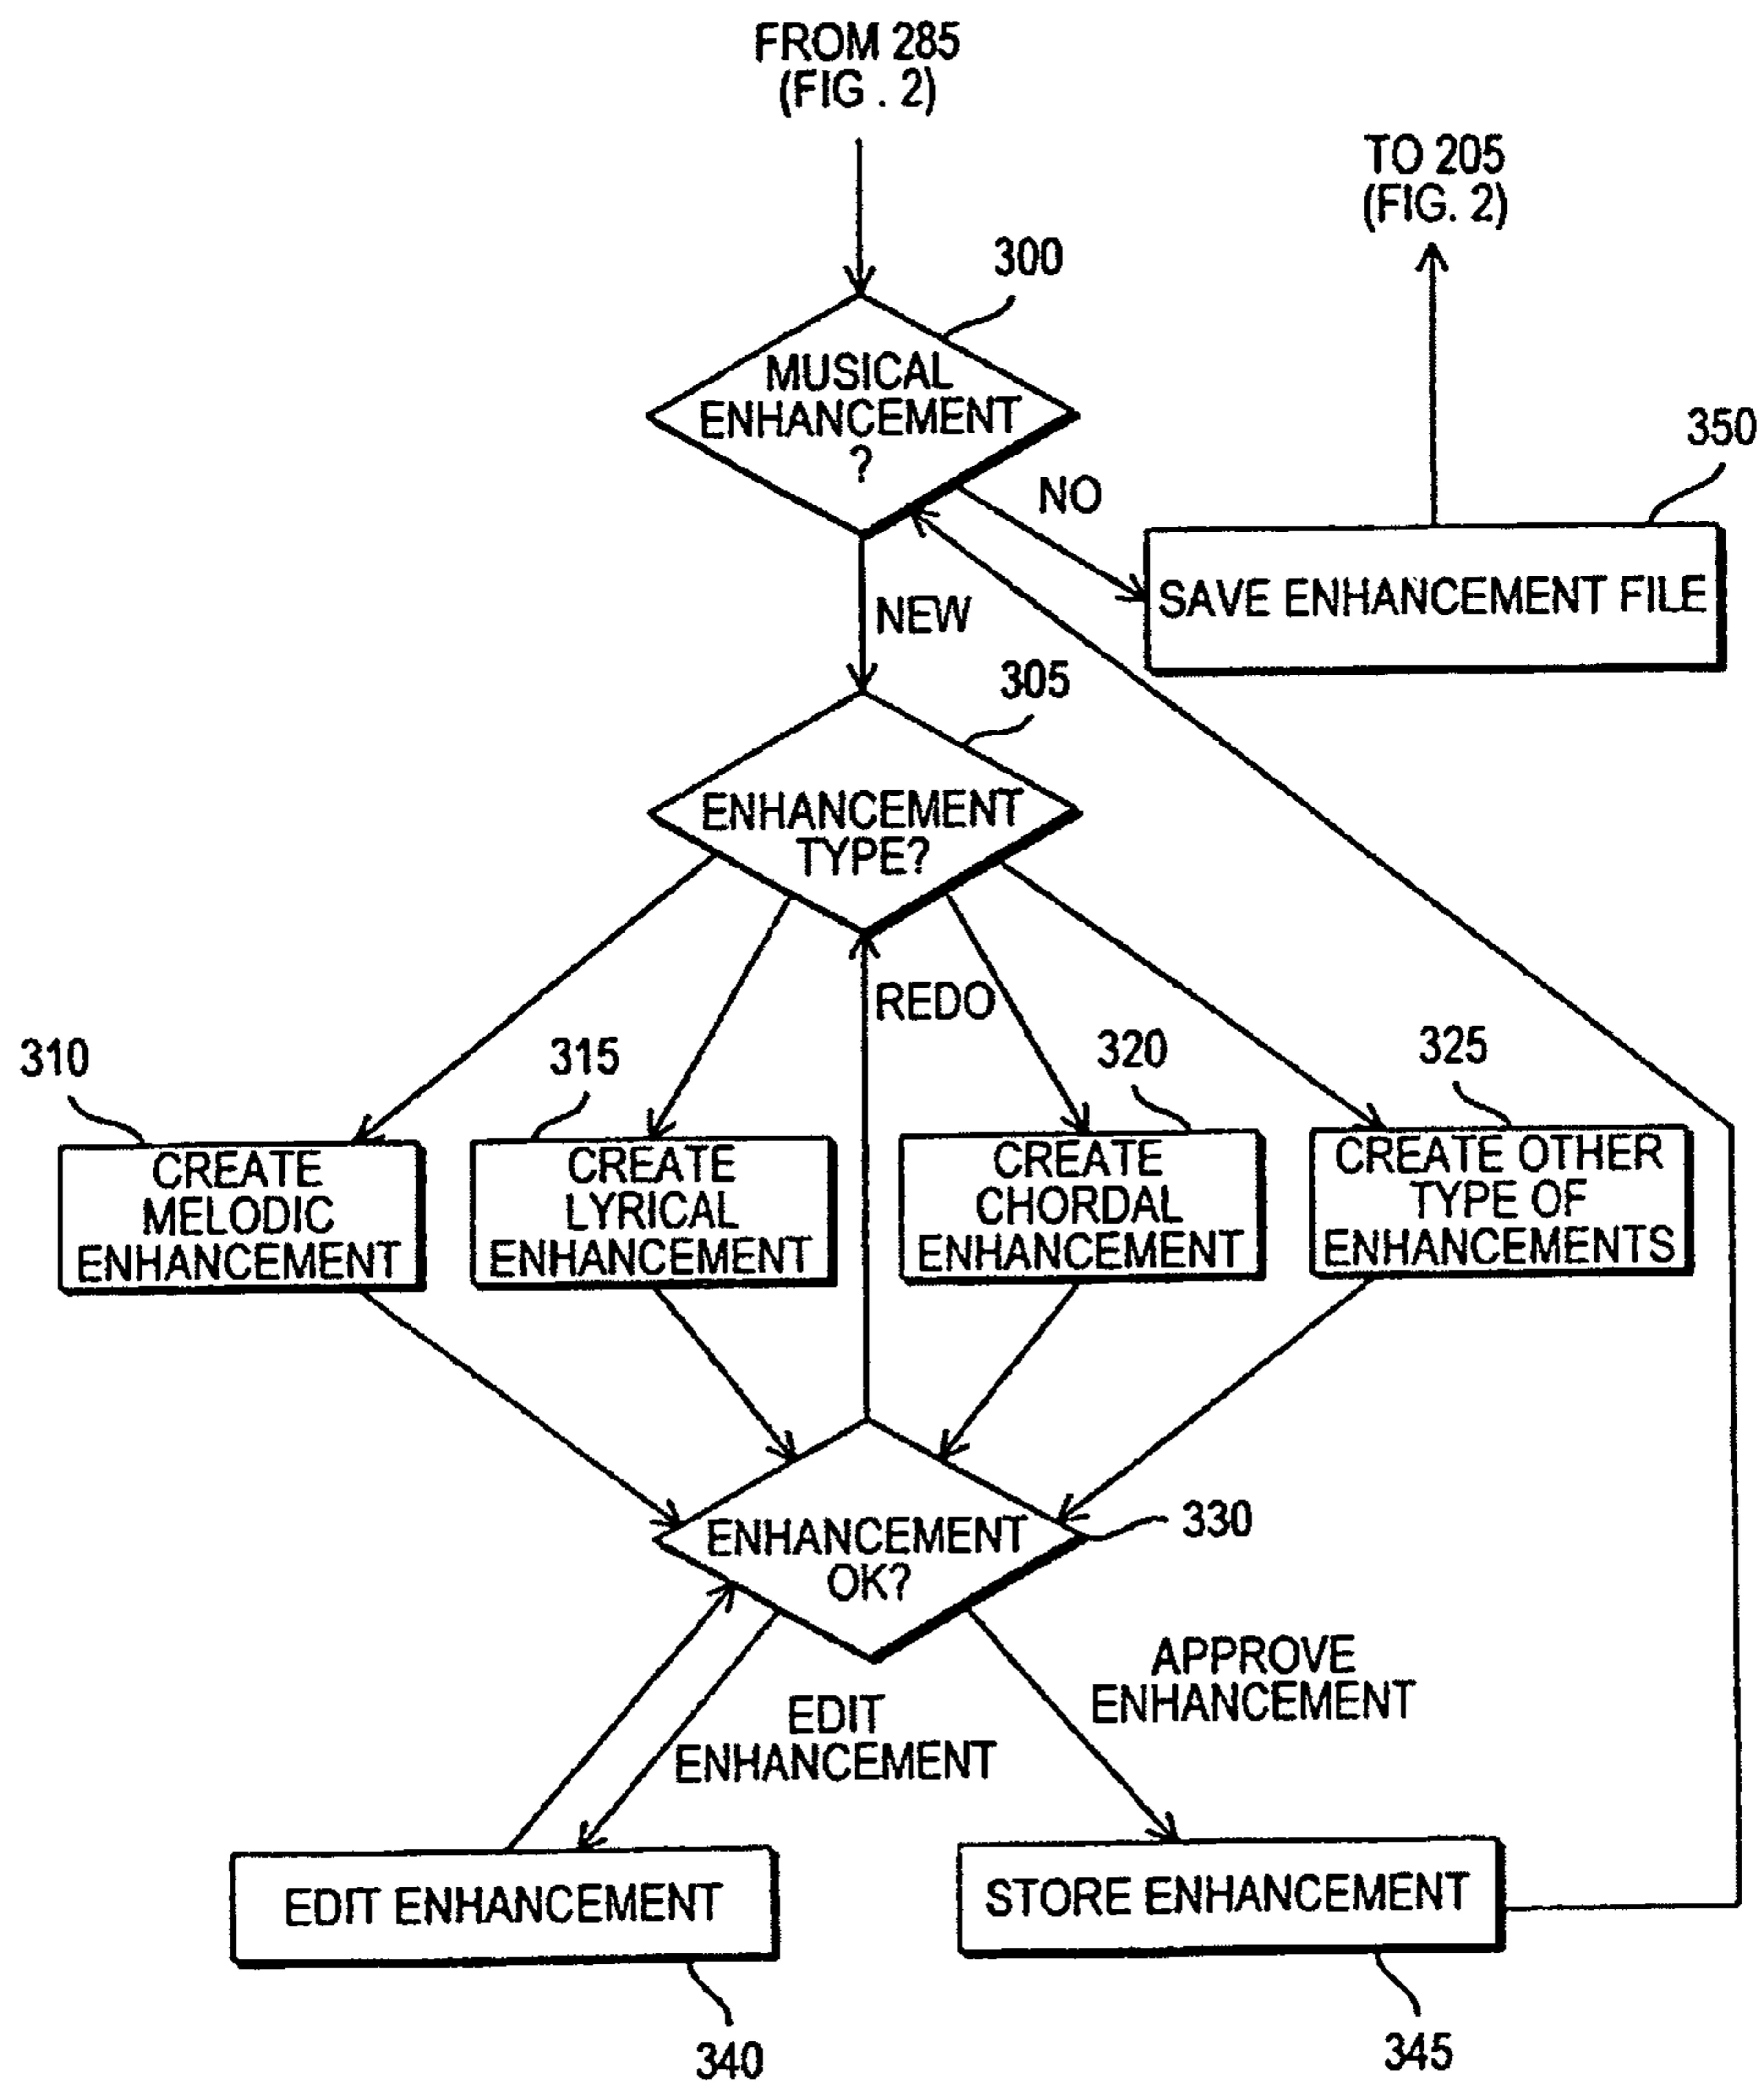 FROM 285
(FIG . 2)
TO 205
(FIG. 2)
300
MUSICAL
ENHANCEMENT
?
350
NO
SAVE ENHANCEMENT FILE
NEW
305
ENHANCEMENT
TYPE?
REDO
310
315
320
325
CREATE
MELODIC
ENHANCEMENT
CREATE
LYRICAL
ENHANCEMENT
CREATE
CHORDAL
ENHANCEMENT
CREATE OTHER
TYPE OF
ENHANCEMENTS
330
ENHANCEMENT
OK?
APPROVE
ENHANCEMENT
EDIT
ENHANCEMENT
EDIT ENHANCEMENT
STORE ENHANCEMENT
340
345